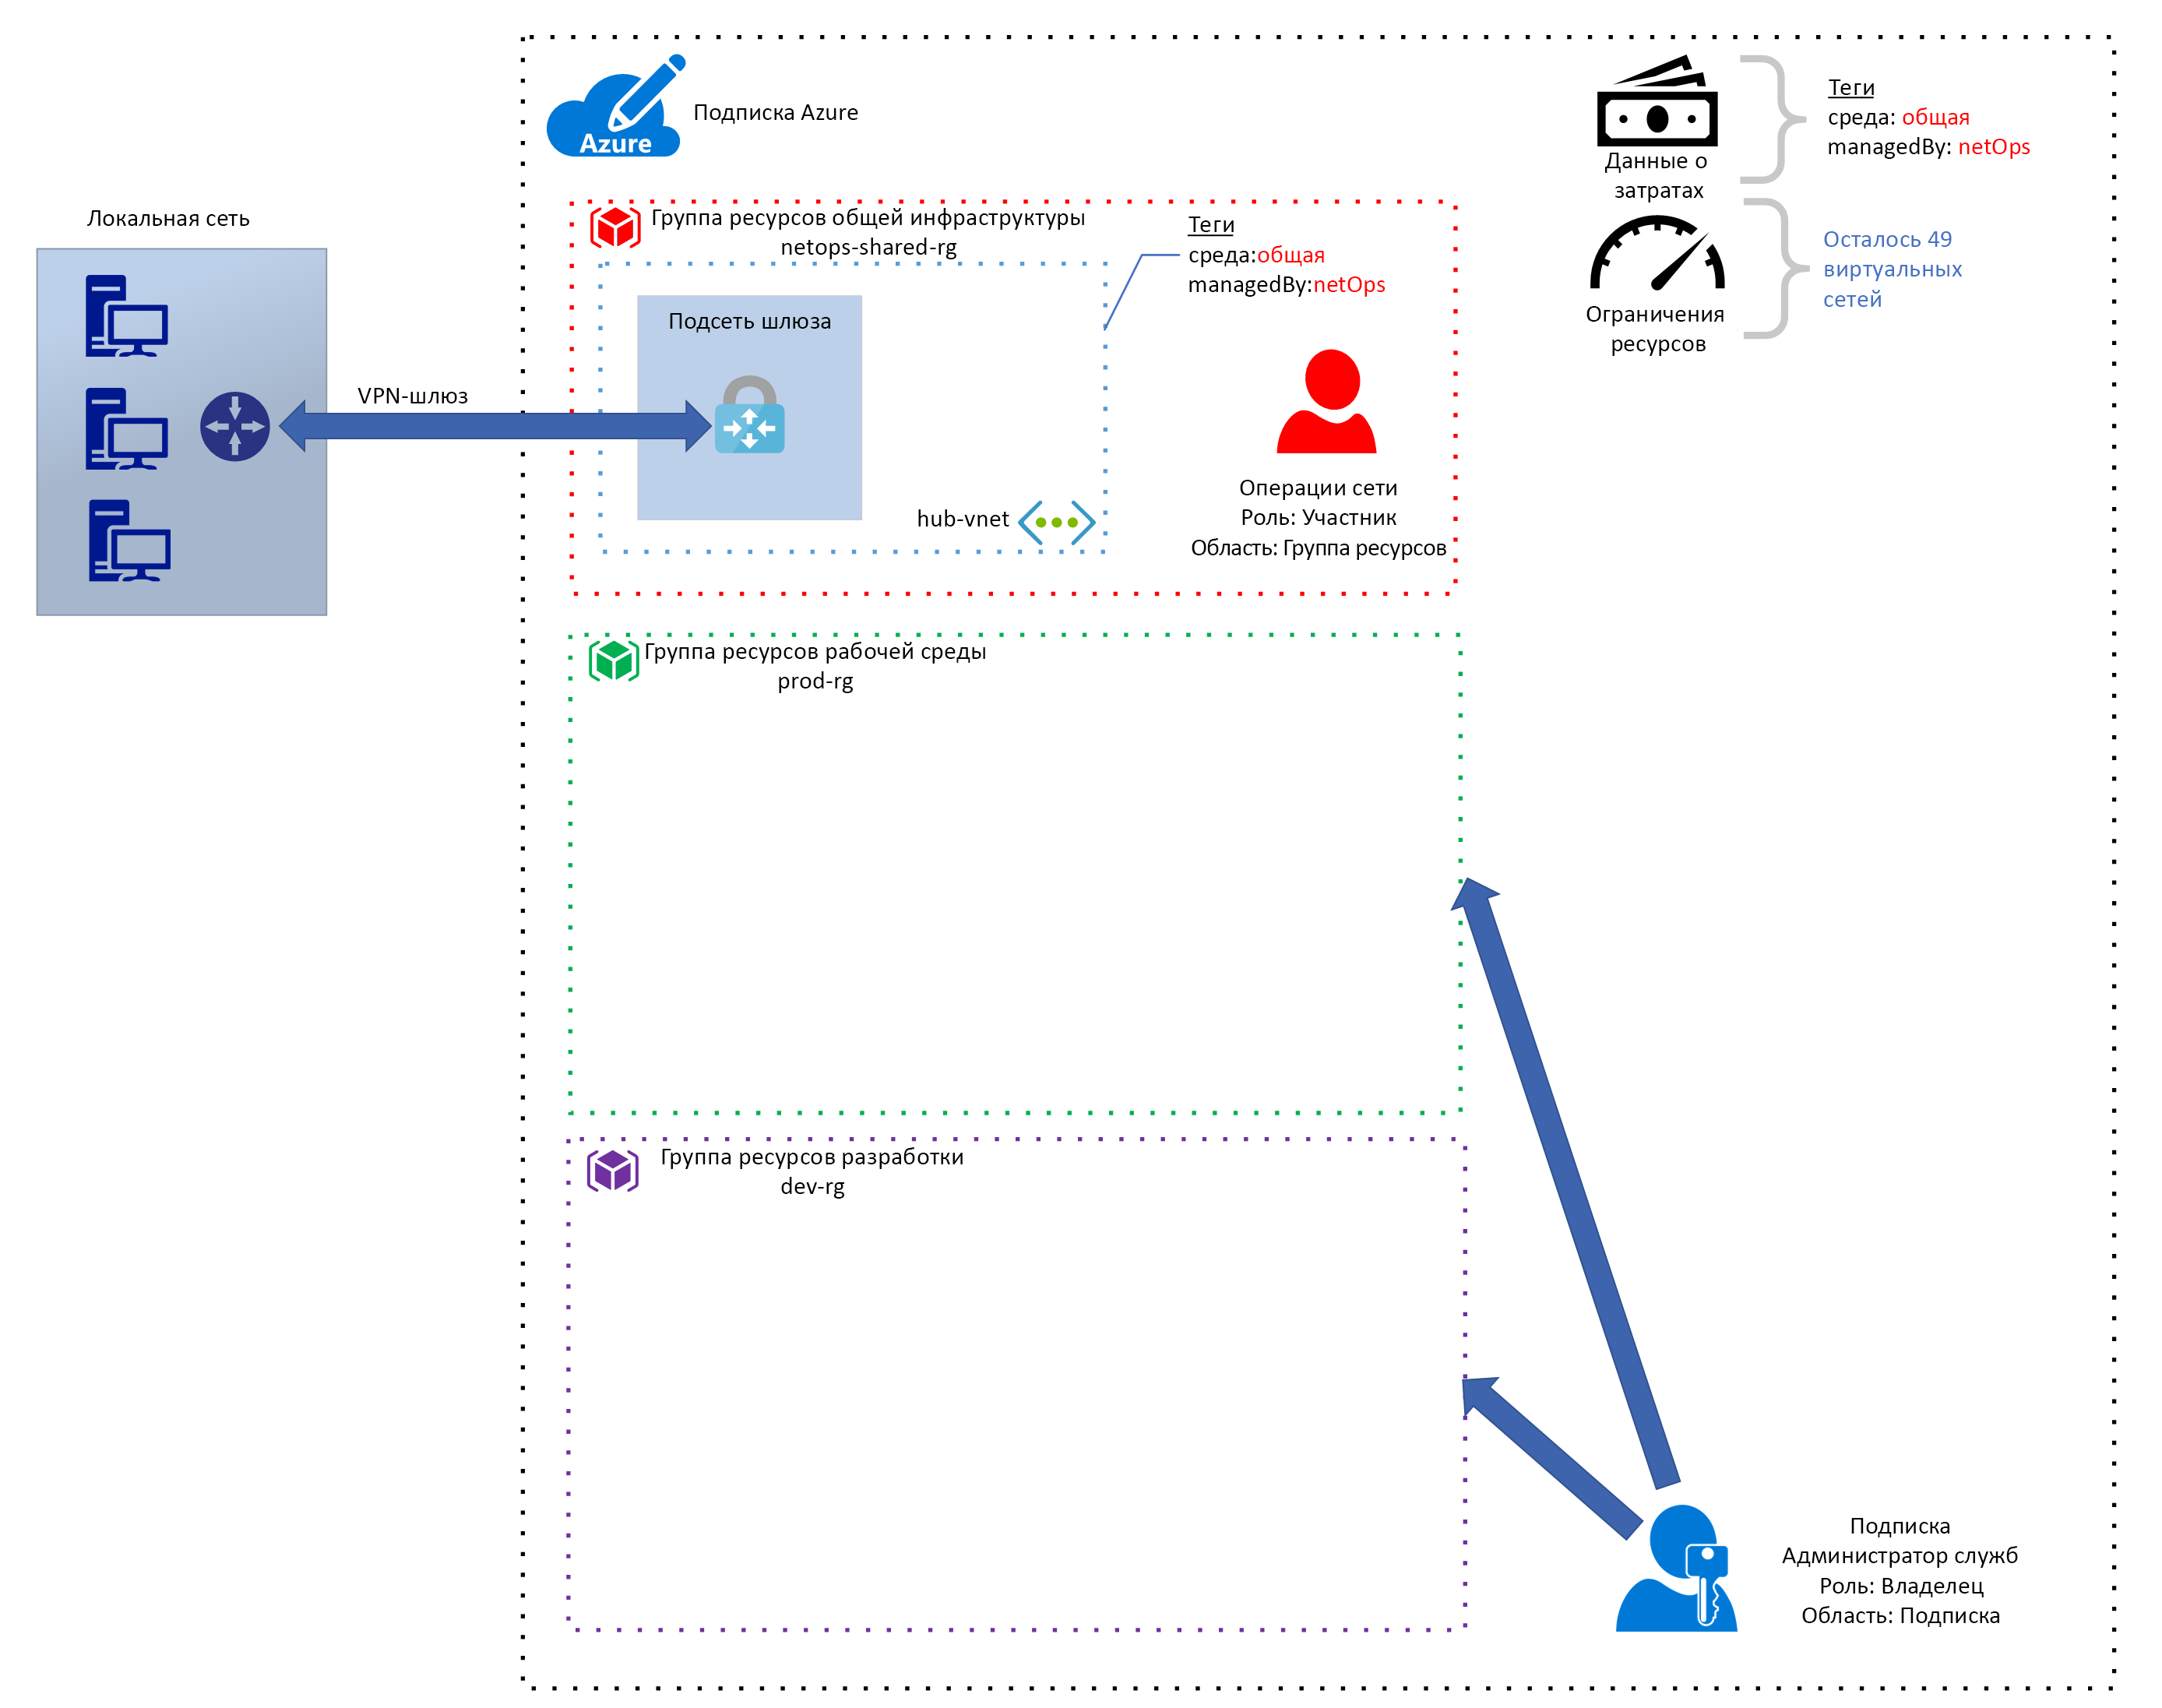 Azure
Подписка Azure
Данные о
затратах
Теги
среда: общая
managedBy: netOps
Ограничения
ресурсов
Осталось 49
виртуальных
сетей
Локальная сеть
VPN-шлюз
Группа ресурсов общей инфраструктуры
netops-shared-rg
Теги
среда:общая
managedBy:netOps
Подсеть шлюза
hub-vnet
Операции сети
Роль: Участник
Область: Группа ресурсов
Группа ресурсов рабочей среды
prod-rg
Группа ресурсов разработки
dev-rg
Подписка
Администратор служб
Роль: Владелец
Область: Подписка